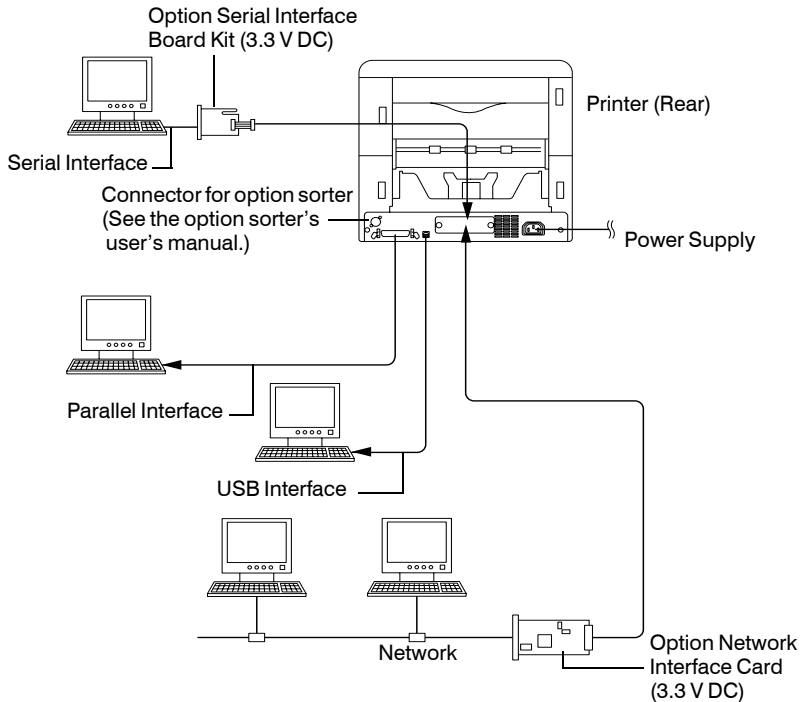 Option Serial Interface
Board Kit (3.3 V DC)
Printer (Rear)
Serial Interface
Connector for option sorter
(See the option sorter's
user's manual.)
Power Supply
Parallel Interface
USB Interface
Network
Option Network
Interface Card
(3.3 V DC)